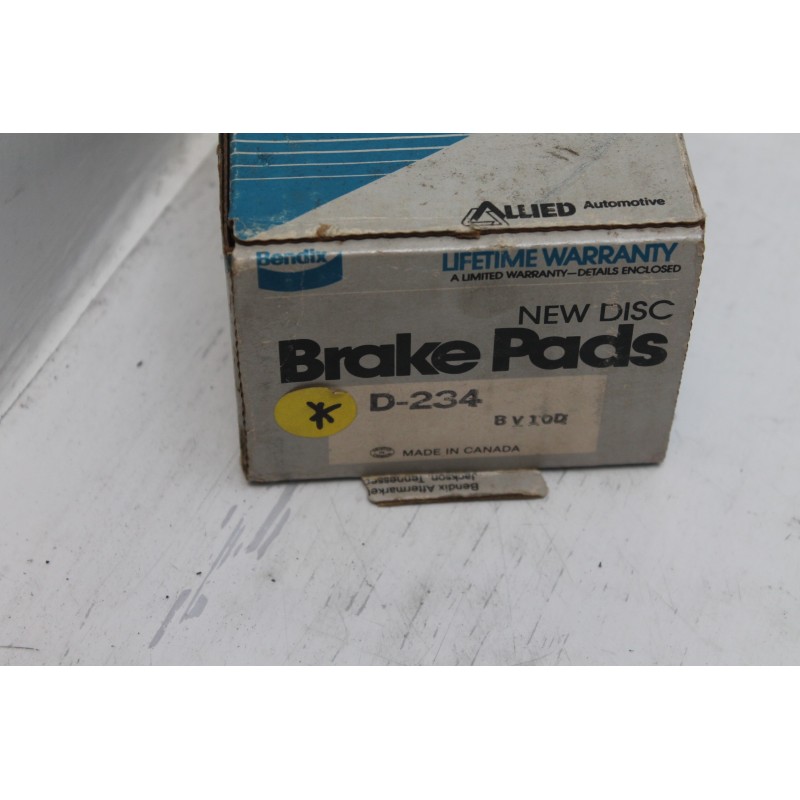 ALLIED Automotive
Bendix
LIFETIME WARRANTY
A LIMITED WARRANTY—DETAILS ENCLOSED
NEW DISC
Brake Pads
D-234
BV10D
MADE IN CANADA
Bendix Aftermarket
Jackson, Tennessee